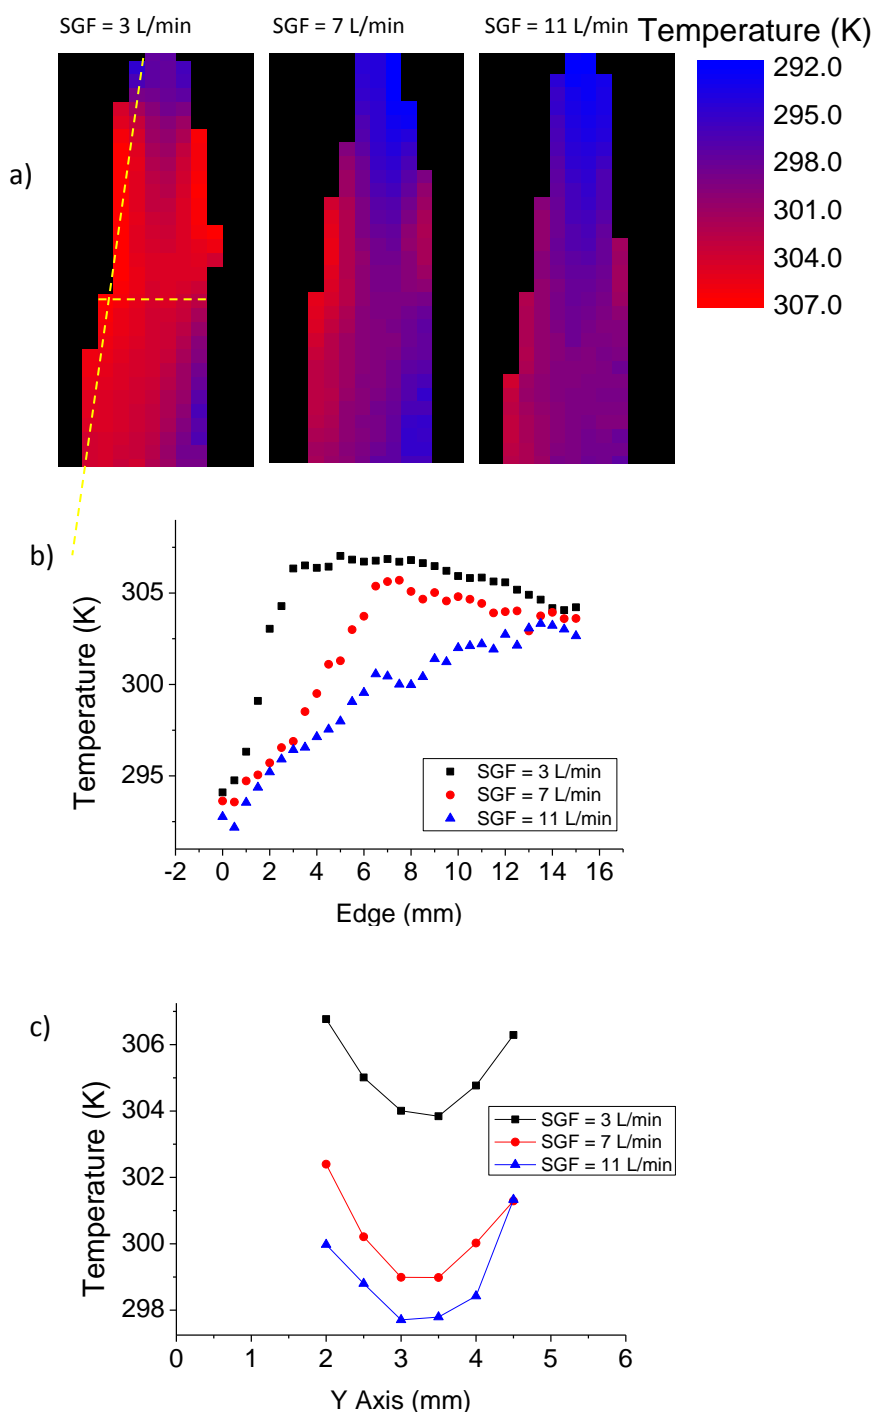 SGF = 3 L/min SGF = 7 L/min SGF = 11 L/min Temperature (K)
292.0
295.0
298.0
301.0
304.0
307.0
a)
b)
Temperature (K)
305
300
295
SGF = 3 L/min
SGF = 7 L/min
SGF = 11 L/min
-2 0 2 4 6 8 10 12 14 16
Edge (mm)
c)
Temperature (K)
306
304
302
300
298
SGF = 3 L/min
SGF = 7 L/min
SGF = 11 L/min
0 1 2 3 4 5 6
Y Axis (mm)